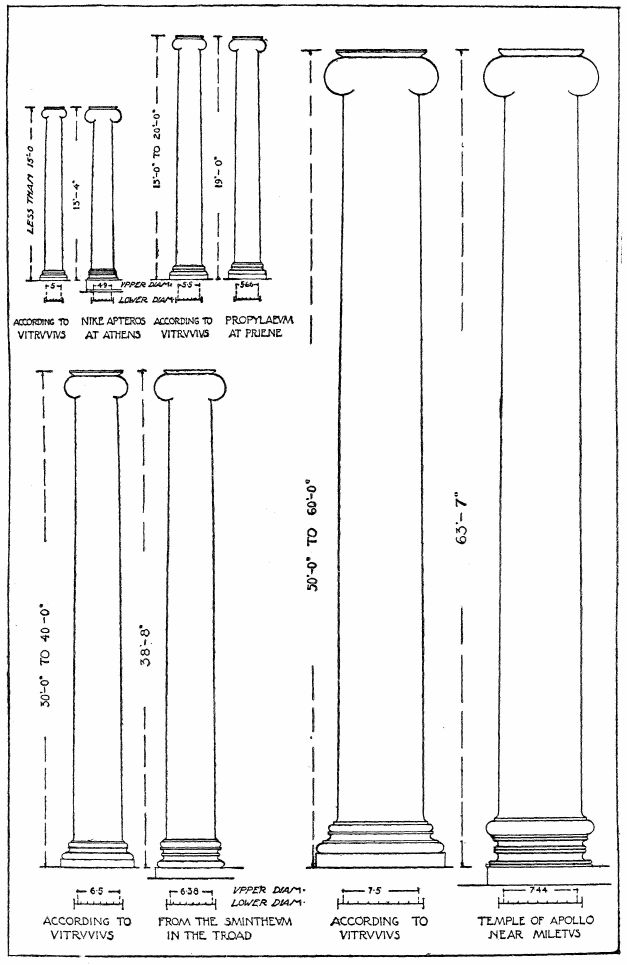 LESS THAN 15'-0
13'-4"
15'-0" TO 20'-0"
19'-0"
5
4.9
UPPER DIAM.
5.5
5.66
LOWER DIAM.
ACCORDING TO
VITRVVIVS
NIKE APTEROS
AT ATHENS
ACCORDING TO
VITRVVIVS
PROPYLAEVM
AT PRIENE
30'-0" TO 40'-0"
38'-8"
50'-0" TO 60'-0"
63'-7"
6.5
6.38
VPPER DIAM.
LOWER DIAM.
7.5
7.44
ACCORDING TO
VITRVVIVS
FROM THE SMINTHEVM
IN THE TROAD
ACCORDING TO
VITRVVIVS
TEMPLE OF APOLLO
NEAR MILETVS